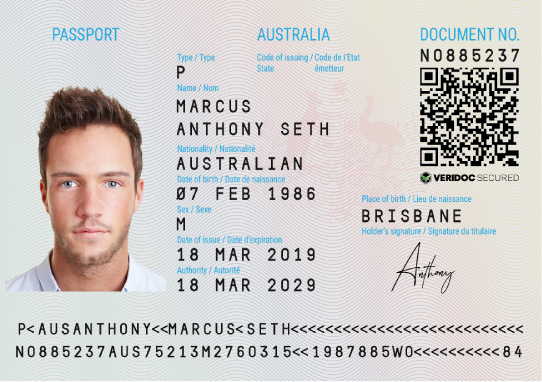 PASSPORT AUSTRALIA DOCUMENT NO.
Type / Type Code of issuing / Code de l'Etat N0885237
P State émetteur
Name / Nom
MARCUS
ANTHONY SETH
Nationality / Nationalité
AUSTRALIAN
VERIDOC SECURED
Date of birth / Date de naissance
07 FEB 1986
Place of birth / Lieu de naissance
Sex / Sexe
BRISBANE
M
Holder's signature / Signature du titulaire
Date of issue / Date d'expiration
18 MAR 2019
Anthony
Authority / Autorité
18 MAR 2029
P<AUSANTHONY<<MARCUS<SETH<<<<<<<<<<<<<<<<<<<<<<<<<<<
N0885237AUS75213M2760315<<1987885W0<<<<<<<<<<84